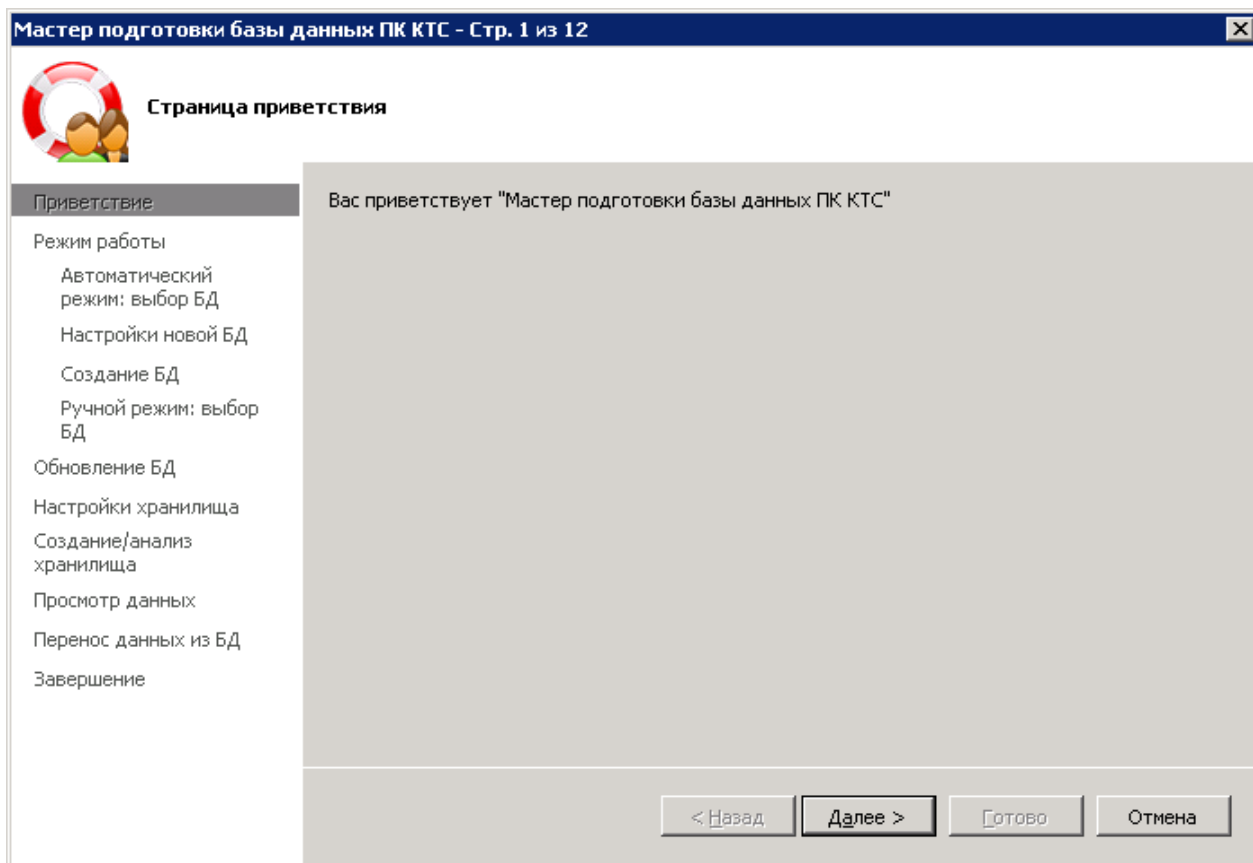 Мастер подготовки базы данных ПК КТС - Стр. 1 из 12
Страница приветствия
Приветствие
Режим работы
Автоматический
режим: выбор БД
Настройки новой БД
Создание БД
Ручной режим: выбор
БД
Обновление БД
Настройки хранилища
Создание/анализ
хранилища
Просмотр данных
Перенос данных из БД
Завершение
Вас приветствует "Мастер подготовки базы данных ПК КТС"
< Назад
Далее >
Готово
Отмена